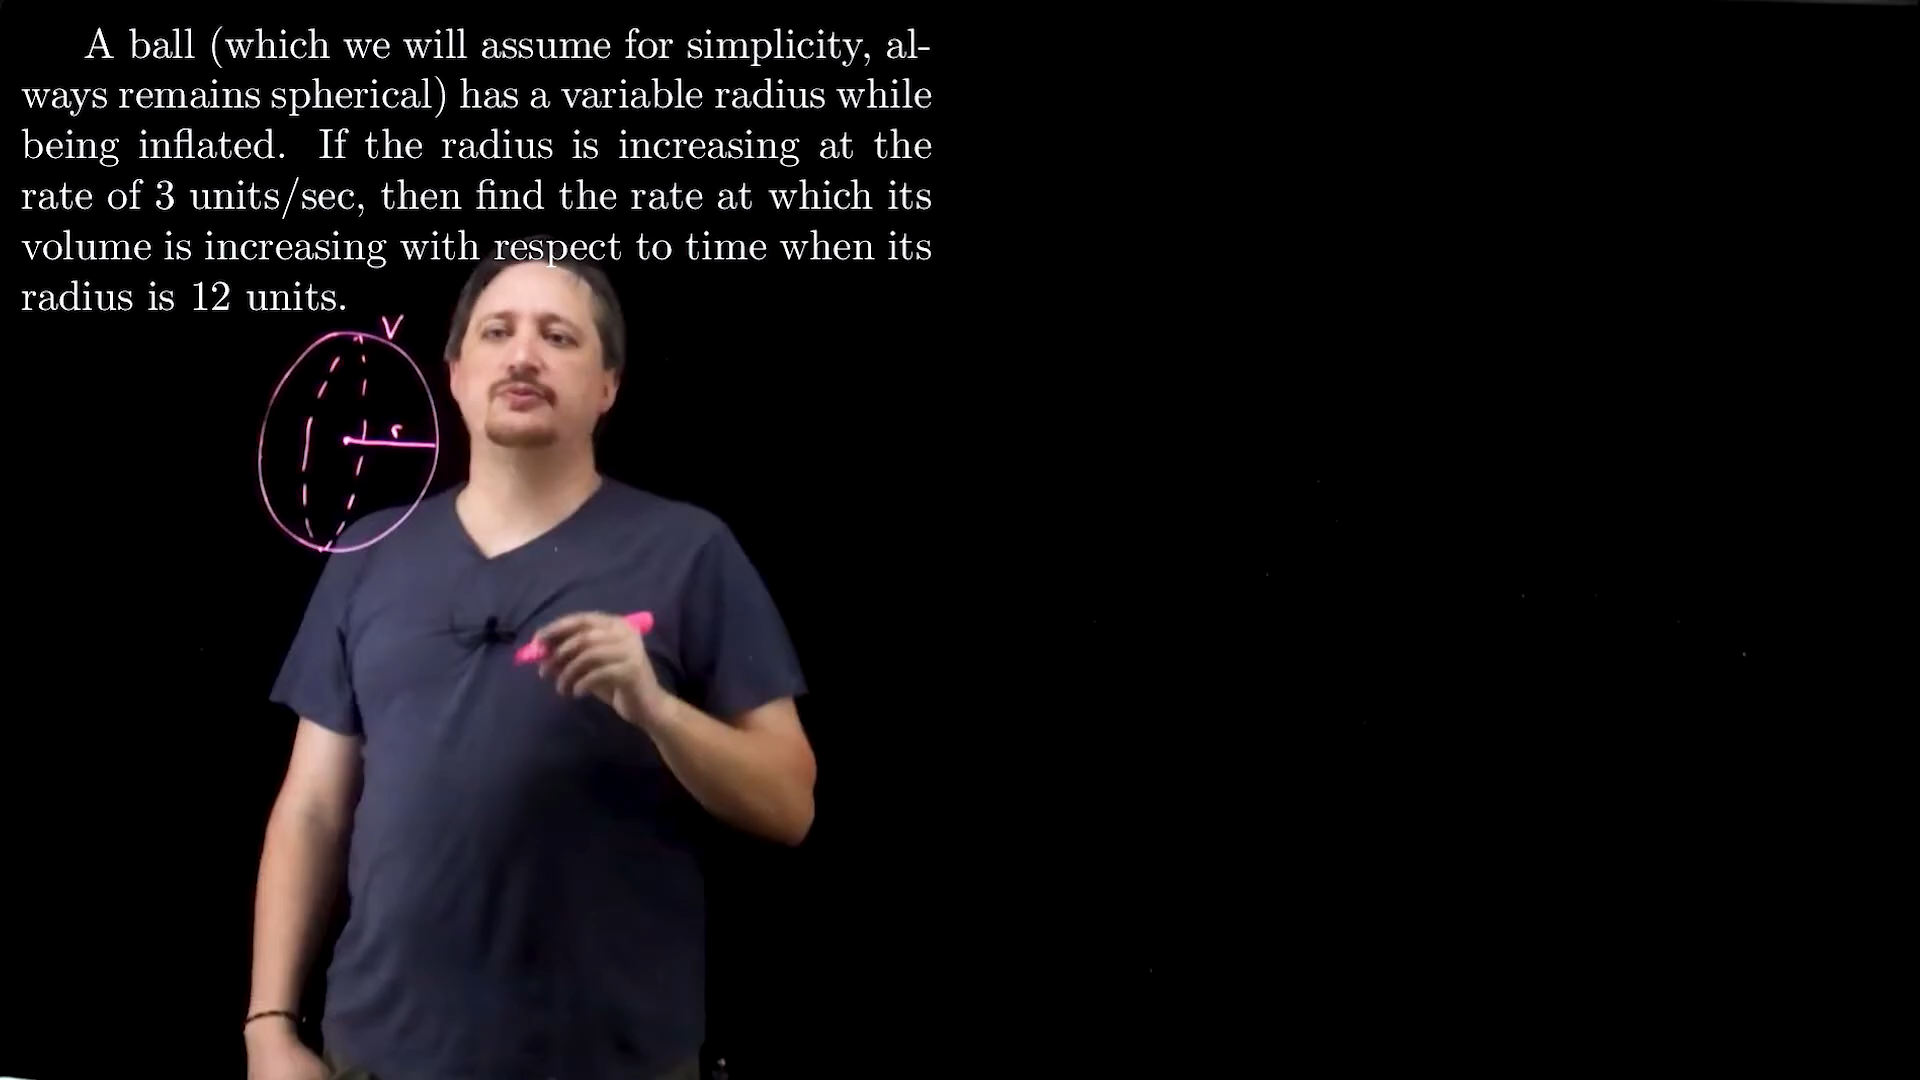 A ball (which we will assume for simplicity, al-
ways remains spherical) has a variable radius while
being inflated. If the radius is increasing at the
rate of 3 units/sec, then find the rate at which its
volume is increasing with respect to time when its
radius is 12 units.
V
r